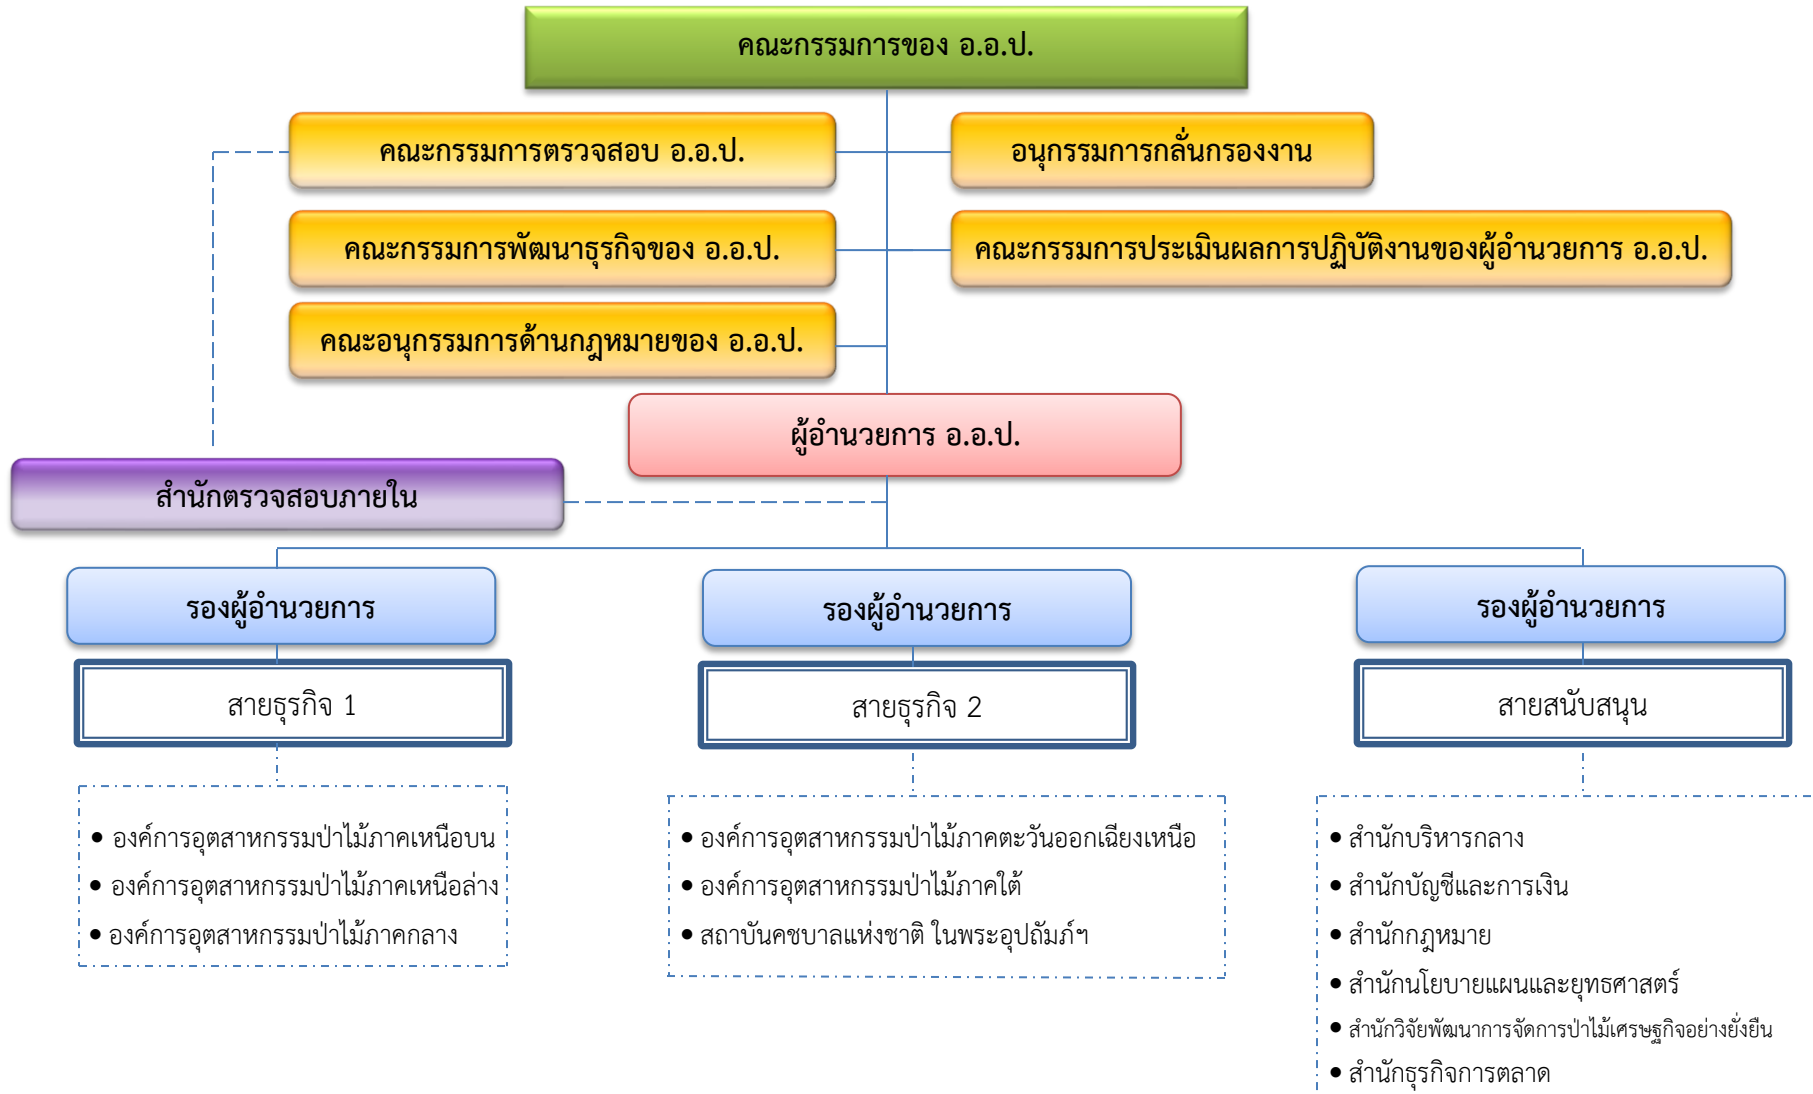 คณะกรรมการของ อ.อ.ป.
คณะกรรมการตรวจสอบ อ.อ.ป.
อนุกรรมการกลั่นกรองงาน
คณะกรรมการพัฒนาธุรกิจของ อ.อ.ป.
คณะกรรมการประเมินผลการปฏิบัติงานของผู้อำนวยการ อ.อ.ป.
คณะอนุกรรมการด้านกฎหมายของ อ.อ.ป.
ผู้อำนวยการ อ.อ.ป.
สำนักตรวจสอบภายใน
รองผู้อำนวยการ
สายธุรกิจ 1
• องค์การอุตสาหกรรมป่าไม้ภาคเหนือบน
• องค์การอุตสาหกรรมป่าไม้ภาคเหนือล่าง
• องค์การอุตสาหกรรมป่าไม้ภาคกลาง
รองผู้อำนวยการ
สายธุรกิจ 2
• องค์การอุตสาหกรรมป่าไม้ภาคตะวันออกเฉียงเหนือ
• องค์การอุตสาหกรรมป่าไม้ภาคใต้
• สถาบันคชบาลแห่งชาติ ในพระอุปถัมภ์ฯ
รองผู้อำนวยการ
สายสนับสนุน
• สำนักบริหารกลาง
• สำนักบัญชีและการเงิน
• สำนักกฎหมาย
• สำนักนโยบายแผนและยุทธศาสตร์
• สำนักวิจัยพัฒนาการจัดการป่าไม้เศรษฐกิจอย่างยั่งยืน
• สำนักธุรกิจการตลาด